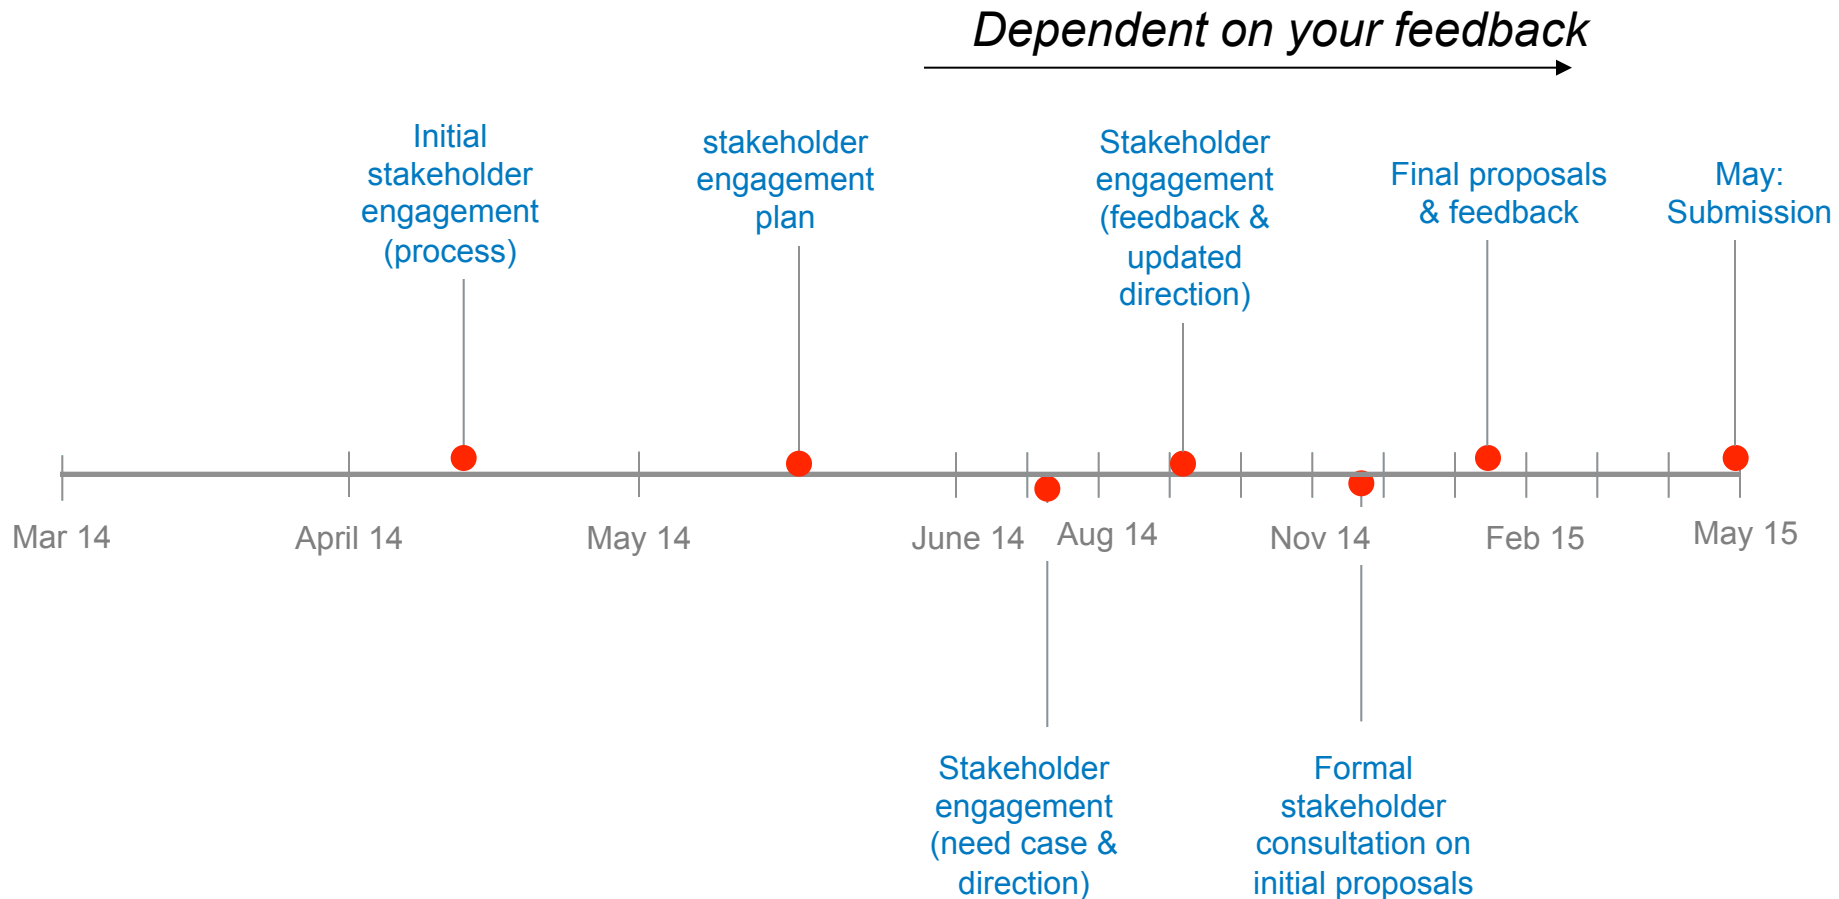 Dependent on your feedback
Initial
stakeholder
engagement
(process)
stakeholder
engagement
plan
Stakeholder
engagement
(feedback &
updated
direction)
Final proposals
& feedback
May:
Submission
Mar 14
April 14
May 14
June 14
Aug 14
Nov 14
Feb 15
May 15
Stakeholder
engagement
(need case &
direction)
Formal
stakeholder
consultation on
initial proposals